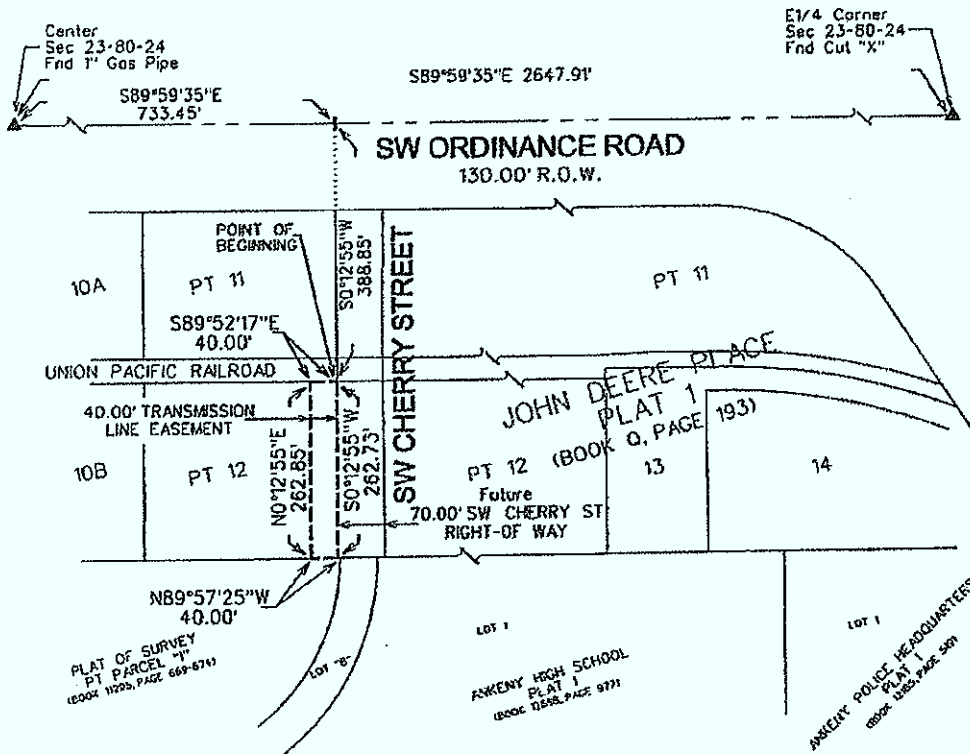 Center
Sec 23-80-24
Fnd 1" Gas Pipe
E1/4 Corner
Sec 23-80-24
Fnd Cut "X"
S89°59'35"E
733.45'
S89°59'35"E 2647.91'
SW ORDINANCE ROAD
130.00' R.O.W.
POINT OF
BEGINNING
S0°12'55"W
388.85'
SW CHERRY STREET
10A
PT 11
PT 11
S89°52'17"E
40.00'
UNION PACIFIC RAILROAD
JOHN DEERE PLACE
PLAT 1
(BOOK Q, PAGE 193)
40.00' TRANSMISSION
LINE EASEMENT
10B
PT 12
N0°12'55"E
262.85'
S0°12'55"W
262.73'
PT 12
13
14
Future
70.00' SW CHERRY ST
RIGHT-OF WAY
N89°57'25"W
40.00'
PLAT OF SURVEY
PT PARCEL "I"
LOT "B"
LOT 1
ANKENY HIGH SCHOOL
PLAT 1
LOT 1
ANKENY POLICE HEADQUARTERS
PLAT 1